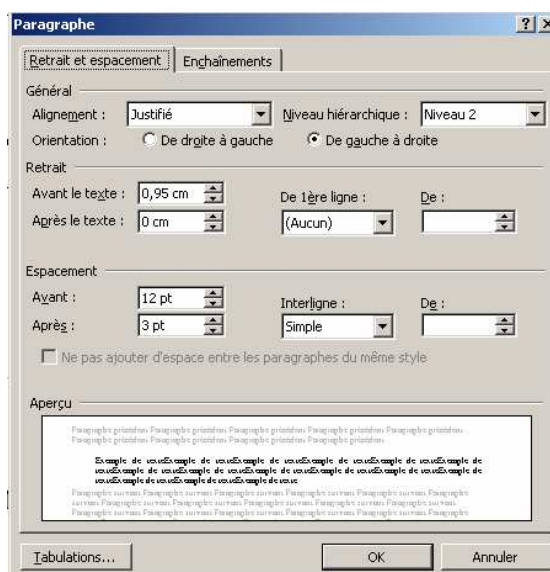 Paragraphe
Retrait et espacement Enchaînements
Général
Alignement : Justifié Niveau hiérarchique : Niveau 2
Orientation : De droite à gauche De gauche à droite
Retrait
Avant le texte : 0,95 cm De 1ère ligne : De :
Après le texte : 0 cm (Aucun)
Espacement
Avant : 12 pt Interligne : De :
Après : 3 pt Simple
Ne pas ajouter d'espace entre les paragraphes du même style
Aperçu
Tabulations... OK Annuler